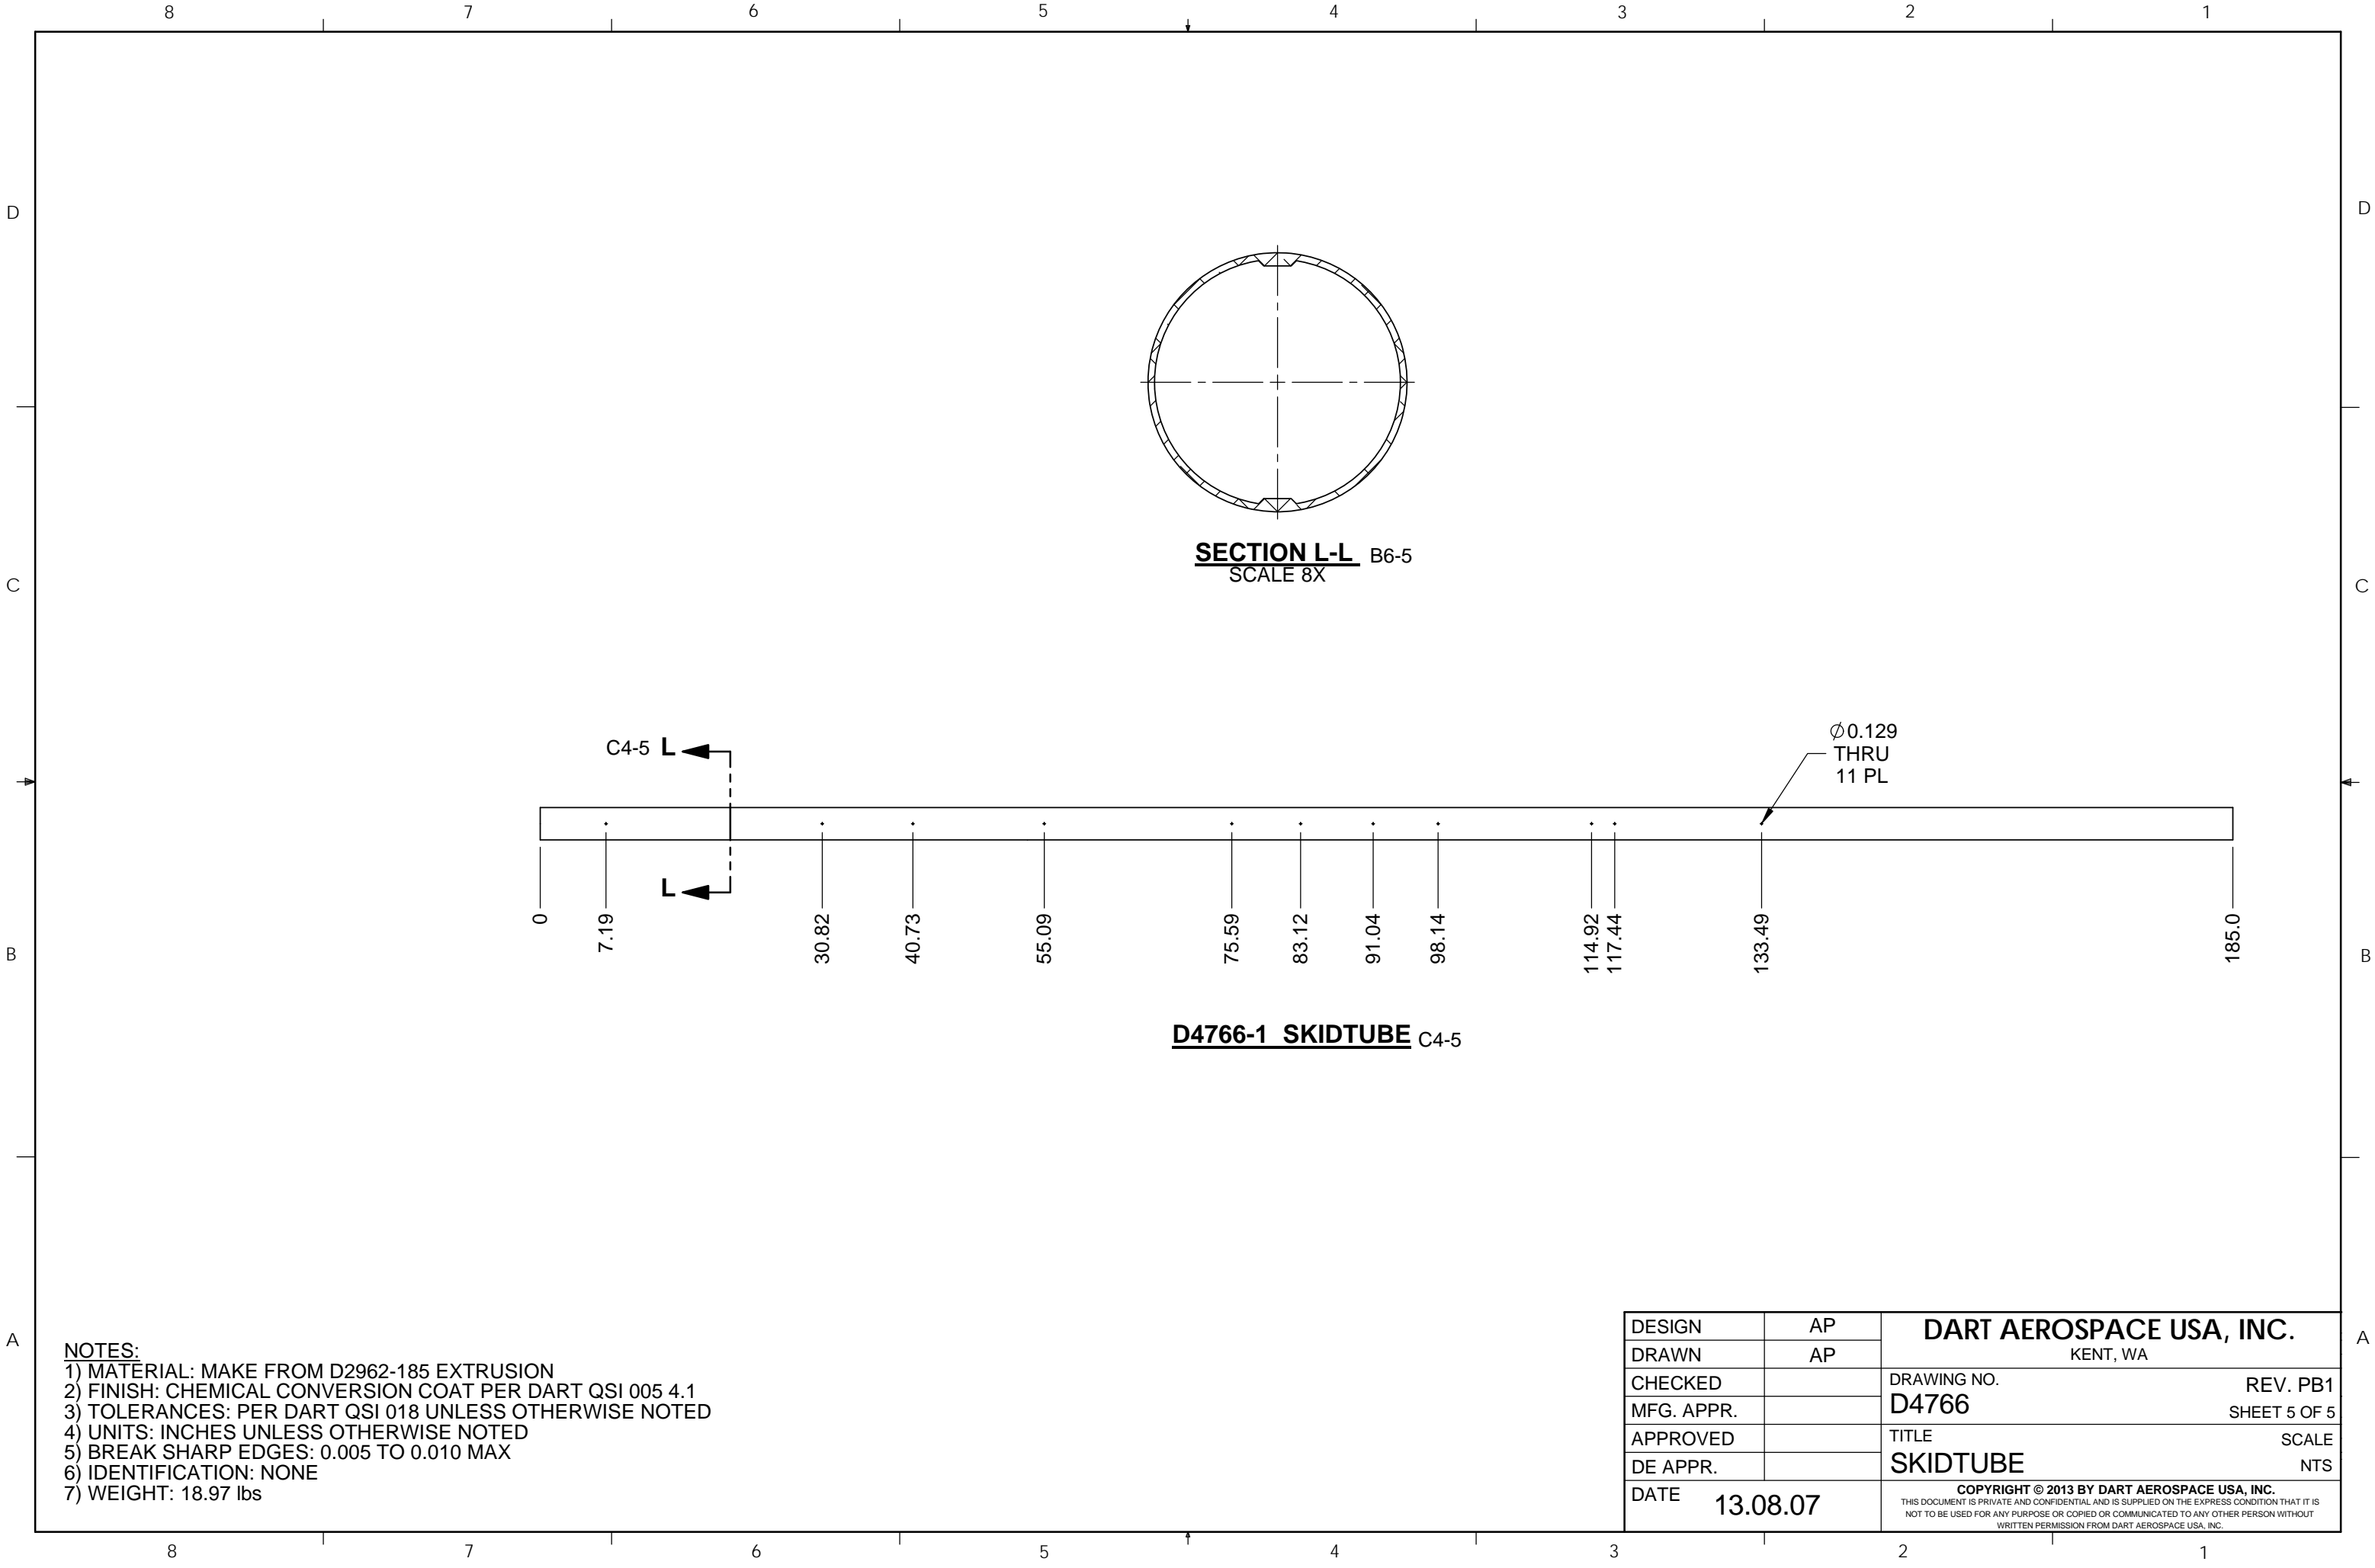 8 7 6 5 4 3 2 1
D D
SECTION L-L B6-5
SCALE 8X
C C
C4-5 L
Ø0.129
THRU
11 PL
L
0 7.19 30.82 40.73 55.09 75.59 83.12 91.04 98.14 114.92 117.44 133.49 185.0
B B
D4766-1 SKIDTUBE C4-5
A A
NOTES:
1) MATERIAL: MAKE FROM D2962-185 EXTRUSION
2) FINISH: CHEMICAL CONVERSION COAT PER DART QSI 005 4.1
3) TOLERANCES: PER DART QSI 018 UNLESS OTHERWISE NOTED
4) UNITS: INCHES UNLESS OTHERWISE NOTED
5) BREAK SHARP EDGES: 0.005 TO 0.010 MAX
6) IDENTIFICATION: NONE
7) WEIGHT: 18.97 lbs
DESIGN AP
DRAWN AP
CHECKED
MFG. APPR.
APPROVED
DE APPR.
DATE 13.08.07
DART AEROSPACE USA, INC.
KENT, WA
DRAWING NO. REV. PB1
D4766 SHEET 5 OF 5
TITLE SCALE
SKIDTUBE NTS
COPYRIGHT © 2013 BY DART AEROSPACE USA, INC.
THIS DOCUMENT IS PRIVATE AND CONFIDENTIAL AND IS SUPPLIED ON THE EXPRESS CONDITION THAT IT IS
NOT TO BE USED FOR ANY PURPOSE OR COPIED OR COMMUNICATED TO ANY OTHER PERSON WITHOUT
WRITTEN PERMISSION FROM DART AEROSPACE USA, INC.
8 7 6 5 4 3 2 1